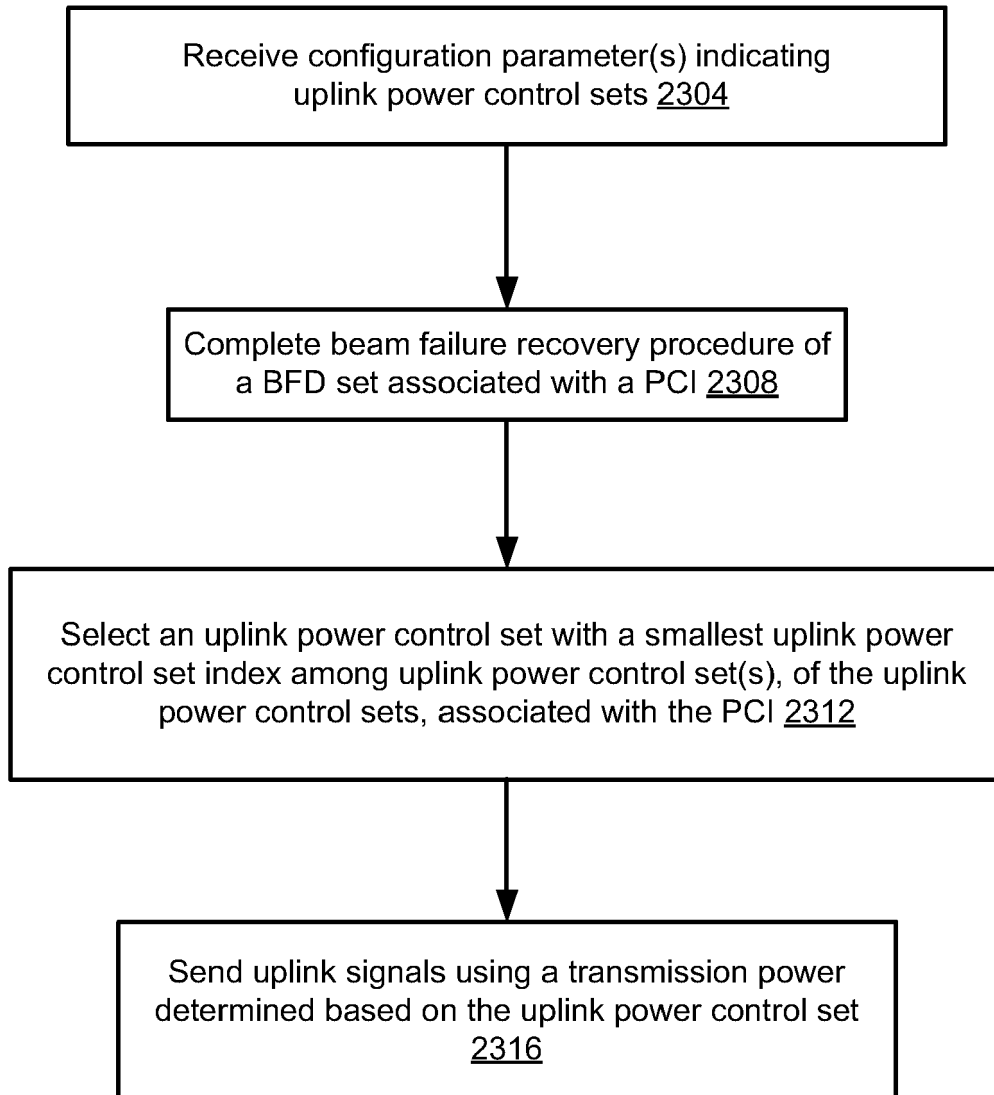 Receive configuration parameter(s) indicating
uplink power control sets 2304
Complete beam failure recovery procedure of
a BFD set associated with a PCI 2308
Select an uplink power control set with a smallest uplink power
control set index among uplink power control set(s), of the uplink
power control sets, associated with the PCI 2312
Send uplink signals using a transmission power
determined based on the uplink power control set
2316